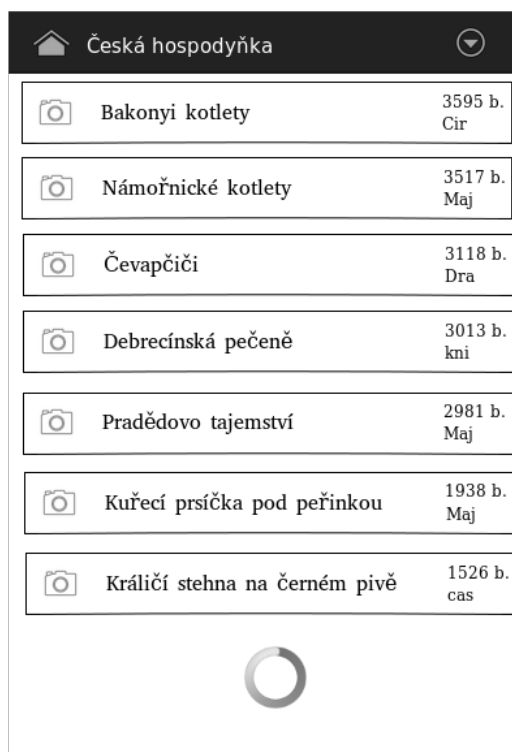 Česká hospodyňka
Bakonyi kotlety
3595 b.
Cir
Námořnické kotlety
3517 b.
Maj
Čevapčiči
3118 b.
Dra
Debrecínská pečeně
3013 b.
kni
Pradědovo tajemství
2981 b.
Maj
Kuřecí prsíčka pod peřinkou
1938 b.
Maj
Králičí stehna na černém pivě
1526 b.
cas